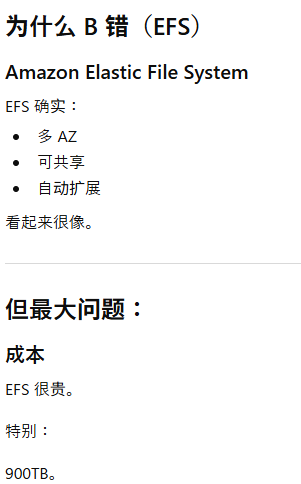 为什么 B 错（EFS）
Amazon Elastic File System
EFS 确实：
多 AZ
可共享
自动扩展
看起来很像。
但最大问题：
成本
EFS 很贵。
特别：
900TB。